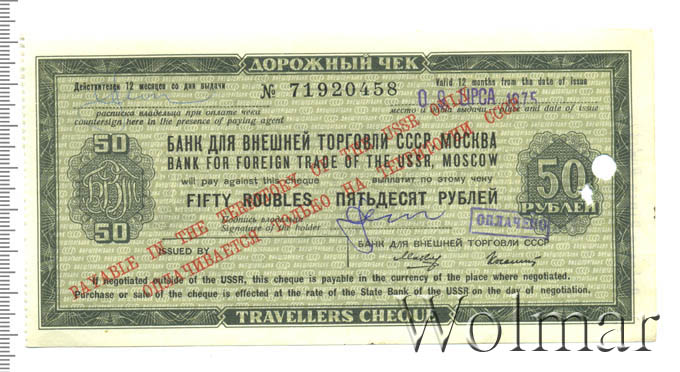 ДОРОЖНЫЙ ЧЕК
Действителен 12 месяцев со дня выдачи
№ 71920458
Valid 12 months from the date of issue
расписка владельца при оплате чека
countersign here in the presence of paying agent
место и дата выдачи
place and date of issue
50
БАНК ДЛЯ ВНЕШНЕЙ ТОРГОВЛИ СССР, МОСКВА
BANK FOR FOREIGN TRADE OF THE USSR, MOSCOW
will pay against this cheque выплатит по этому чеку
FIFTY ROUBLES ПЯТЬДЕСЯТ РУБЛЕЙ
50
РУБЛЕЙ
Подпись владельца
Signature of the holder
ОПЛАЧЕНО
50
ISSUED BY
БАНК ДЛЯ ВНЕШНЕЙ ТОРГОВЛИ СССР
PAYABLE IN THE TERRITORY OF THE USSR ONLY
ОПЛАЧИВАЕТСЯ ТОЛЬКО НА ТЕРРИТОРИИ СССР
If negotiated outside of the USSR, this cheque is payable in the currency of the place where negotiated.
Purchase or sale of the cheque is effected at the rate of the State Bank of the USSR on the day of negotiation.
TRAVELLERS CHEQUE
Wolmar